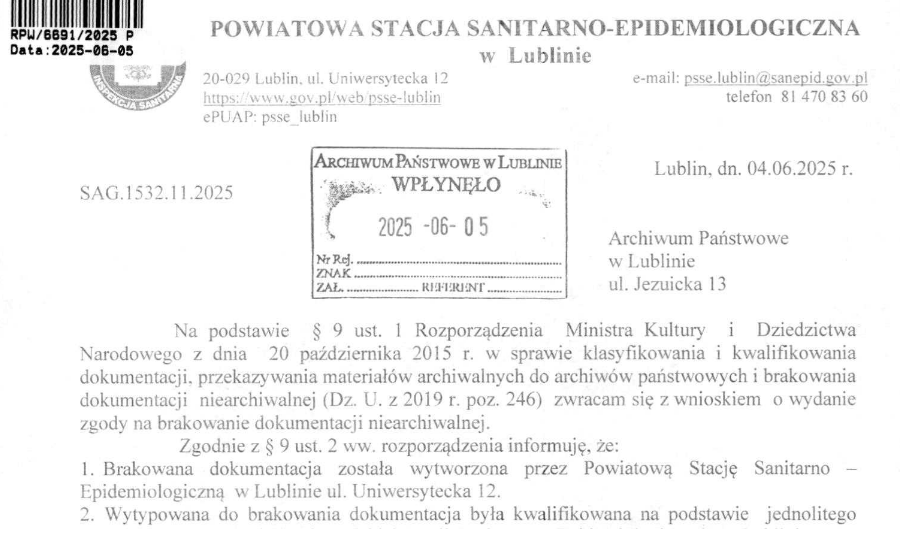 RPW/6691/2025 P
Data:2025-06-05
POWIATOWA STACJA SANITARNO-EPIDEMIOLOGICZNA
w Lublinie
INSPEKCJA SANITARNA
20-029 Lublin, ul. Uniwersytecka 12
https://www.gov.pl/web/psse-lublin
ePUAP: psse_lublin
e-mail: psse.lublin@sanepid.gov.pl
telefon 81 470 83 60
SAG.1532.11.2025
ARCHIWUM PAŃSTWOWE W LUBLINIE
WPŁYNĘŁO
2025 -06- 05
Nr Rej.
ZNAK
ZAŁ. REFERENT
Lublin, dn. 04.06.2025 r.
Archiwum Państwowe
w Lublinie
ul. Jezuicka 13
Na podstawie § 9 ust. 1 Rozporządzenia Ministra Kultury i Dziedzictwa
Narodowego z dnia 20 października 2015 r. w sprawie klasyfikowania i kwalifikowania
dokumentacji, przekazywania materiałów archiwalnych do archiwów państwowych i brakowania
dokumentacji niearchiwalnej (Dz. U. z 2019 r. poz. 246) zwracam się z wnioskiem o wydanie
zgody na brakowanie dokumentacji niearchiwalnej.
Zgodnie z § 9 ust. 2 ww. rozporządzenia informuję, że:
1. Brakowana dokumentacja została wytworzona przez Powiatową Stację Sanitarno –
Epidemiologiczną w Lublinie ul. Uniwersytecka 12.
2. Wytypowana do brakowania dokumentacja była kwalifikowana na podstawie jednolitego